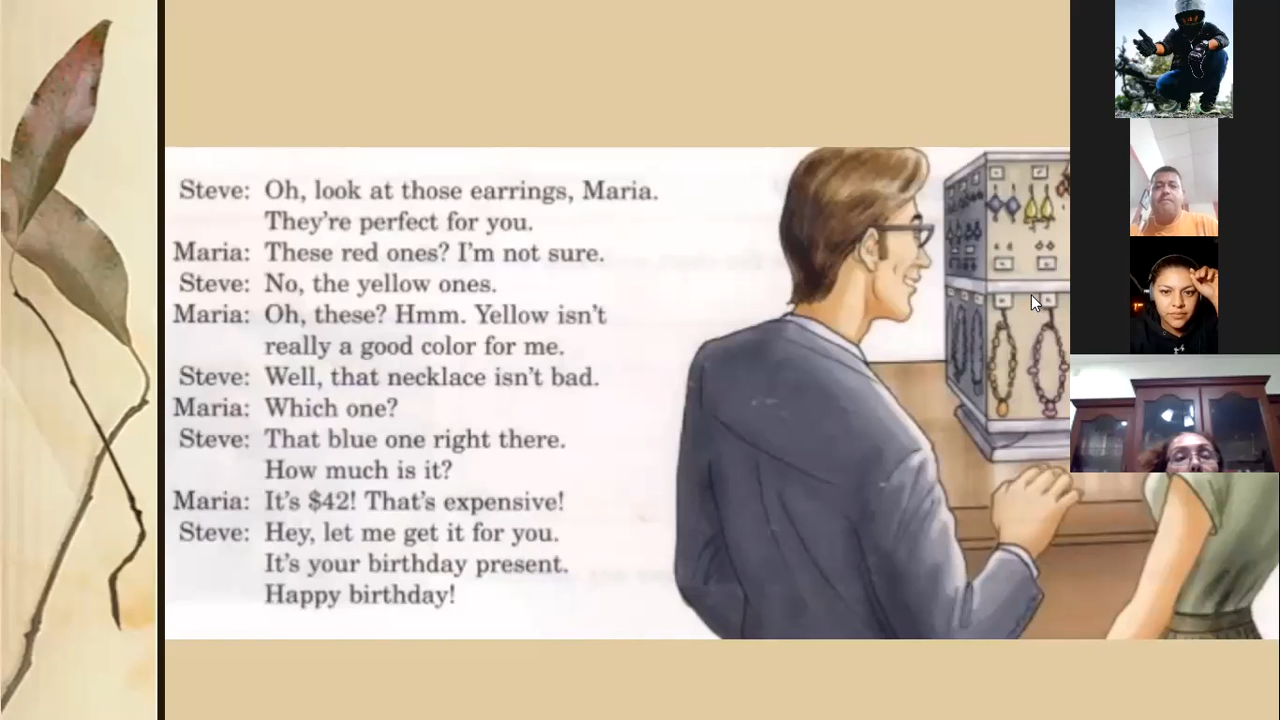 Steve: Oh, look at those earrings, Maria.
They're perfect for you.
Maria: These red ones? I'm not sure.
Steve: No, the yellow ones.
Maria: Oh, these? Hmm. Yellow isn't
really a good color for me.
Steve: Well, that necklace isn't bad.
Maria: Which one?
Steve: That blue one right there.
How much is it?
Maria: It's $42! That's expensive!
Steve: Hey, let me get it for you.
It's your birthday present.
Happy birthday!